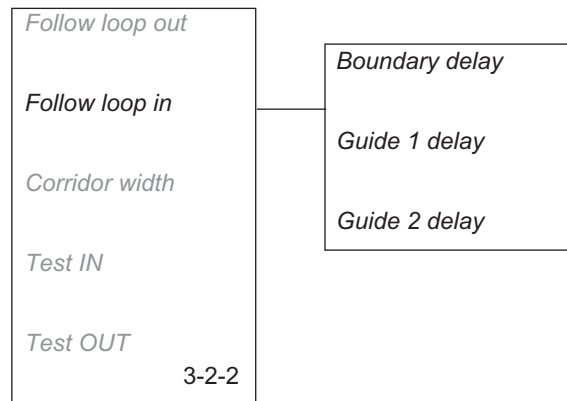 Follow loop out
Follow loop in
Corridor width
Test IN
Test OUT
3-2-2
Boundary delay
Guide 1 delay
Guide 2 delay